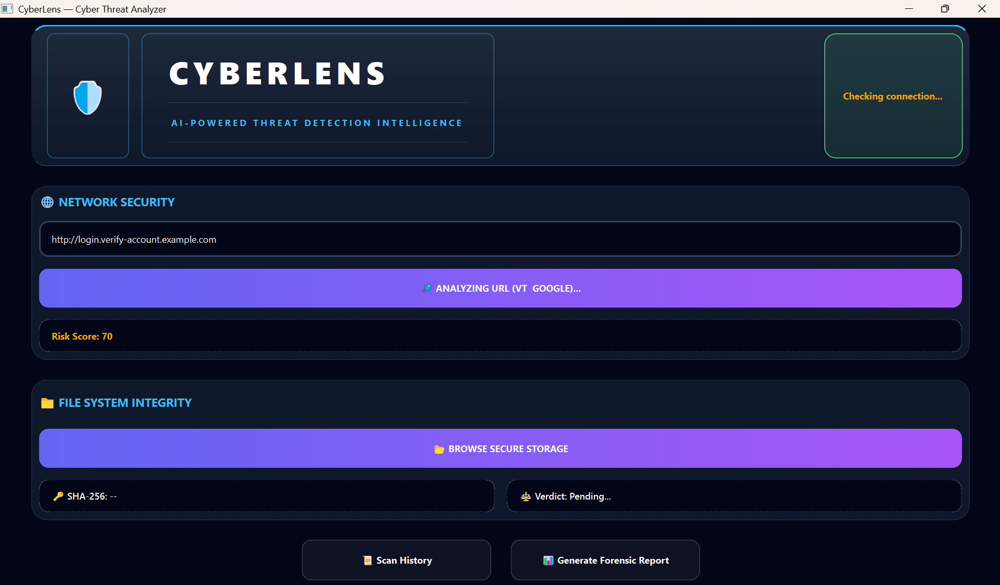 CyberLens — Cyber Threat Analyzer
CYBERLENS
AI-POWERED THREAT DETECTION INTELLIGENCE
Checking connection...
NETWORK SECURITY
http://login.verify-account.example.com
ANALYZING URL (VT  GOOGLE)...
Risk Score: 70
FILE SYSTEM INTEGRITY
BROWSE SECURE STORAGE
SHA-256: --
Verdict: Pending...
Scan History
Generate Forensic Report